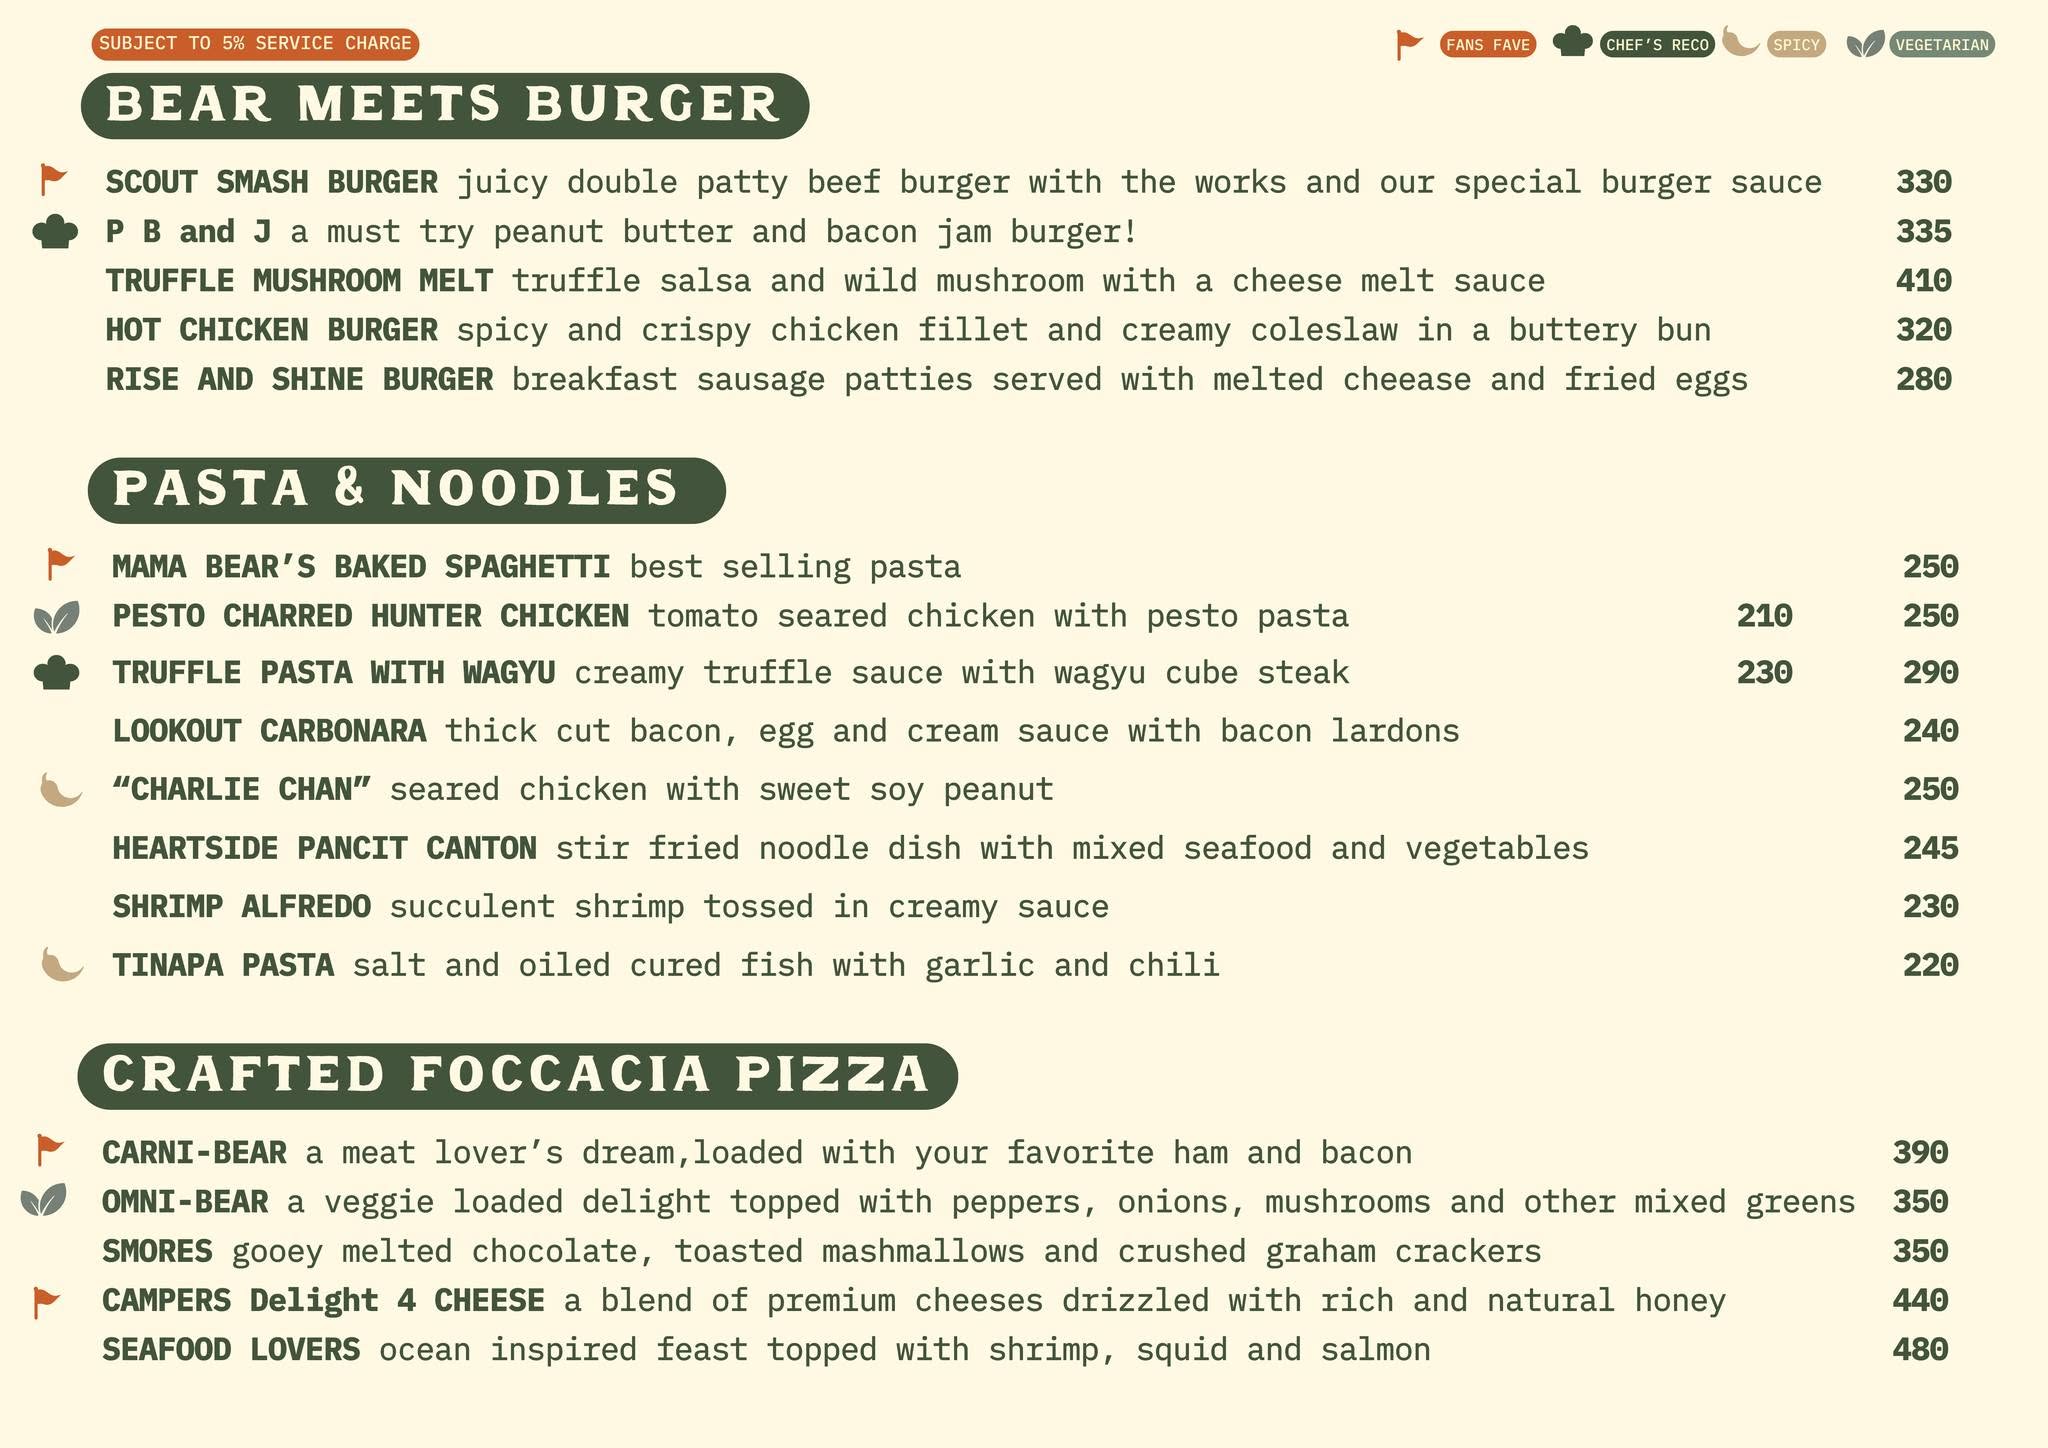 SUBJECT TO 5% SERVICE CHARGE
FANS FAVE CHEF’S RECO SPICY VEGETARIAN
BEAR MEETS BURGER
SCOUT SMASH BURGER juicy double patty beef burger with the works and our special burger sauce 330
P B and J a must try peanut butter and bacon jam burger! 335
TRUFFLE MUSHROOM MELT truffle salsa and wild mushroom with a cheese melt sauce 410
HOT CHICKEN BURGER spicy and crispy chicken fillet and creamy coleslaw in a buttery bun 320
RISE AND SHINE BURGER breakfast sausage patties served with melted cheease and fried eggs 280
PASTA & NOODLES
MAMA BEAR’S BAKED SPAGHETTI best selling pasta 250
PESTO CHARRED HUNTER CHICKEN tomato seared chicken with pesto pasta 210 250
TRUFFLE PASTA WITH WAGYU creamy truffle sauce with wagyu cube steak 230 290
LOOKOUT CARBONARA thick cut bacon, egg and cream sauce with bacon lardons 240
“CHARLIE CHAN” seared chicken with sweet soy peanut 250
HEARTSIDE PANCIT CANTON stir fried noodle dish with mixed seafood and vegetables 245
SHRIMP ALFREDO succulent shrimp tossed in creamy sauce 230
TINAPA PASTA salt and oiled cured fish with garlic and chili 220
CRAFTED FOCCACIA PIZZA
CARNI-BEAR a meat lover’s dream,loaded with your favorite ham and bacon 390
OMNI-BEAR a veggie loaded delight topped with peppers, onions, mushrooms and other mixed greens 350
SMORES gooey melted chocolate, toasted mashmallows and crushed graham crackers 350
CAMPERS Delight 4 CHEESE a blend of premium cheeses drizzled with rich and natural honey 440
SEAFOOD LOVERS ocean inspired feast topped with shrimp, squid and salmon 480